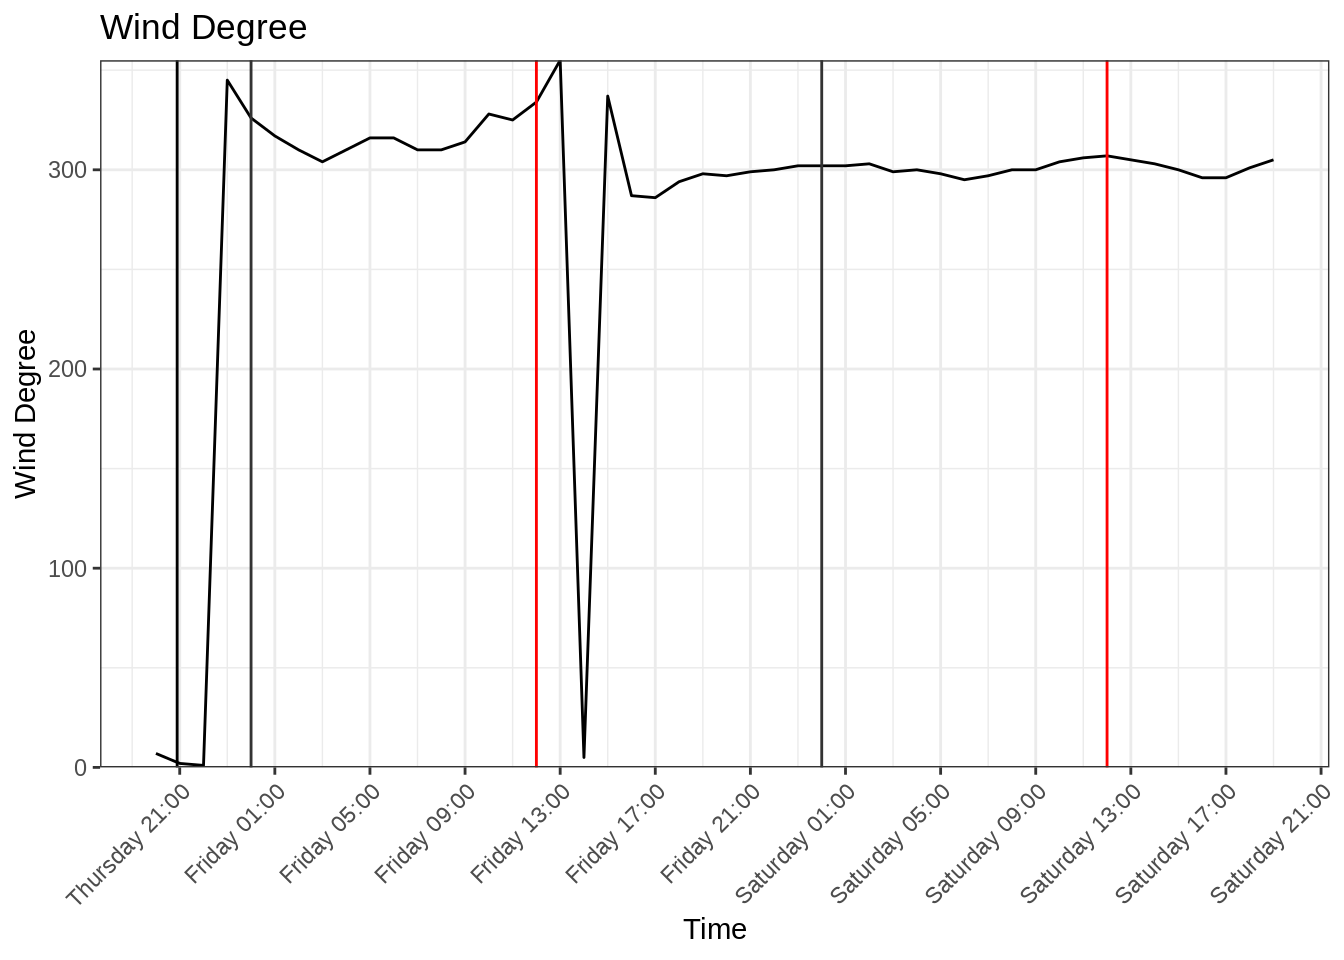 Wind Degree
Wind Degree
300
200
100
0
Thursday 21:00
Friday 01:00
Friday 05:00
Friday 09:00
Friday 13:00
Friday 17:00
Friday 21:00
Saturday 01:00
Saturday 05:00
Saturday 09:00
Saturday 13:00
Saturday 17:00
Saturday 21:00
Time